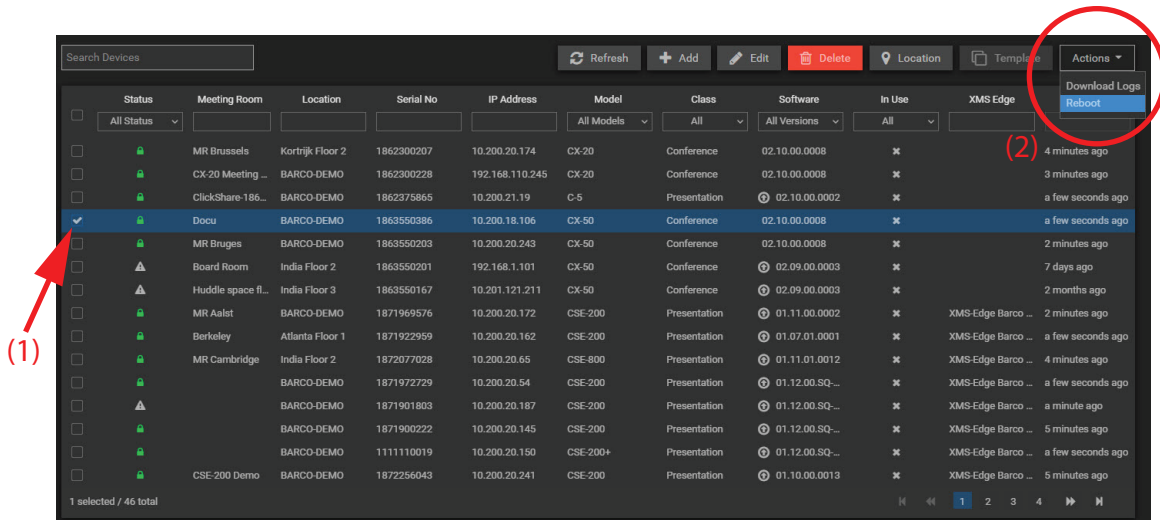 Search Devices Refresh Add Edit Delete Location Template Actions
Download Logs
Reboot
Status Meeting Room Location Serial No IP Address Model Class Software In Use XMS Edge
All Status All Models All All Versions All
(2)
MR Brussels Kortrijk Floor 2 1862300207 10.200.20.174 CX-20 Conference 02.10.00.0008 4 minutes ago
CX-20 Meeting ... BARCO-DEMO 1862300228 192.168.110.245 CX-20 Conference 02.10.00.0008 3 minutes ago
ClickShare-186... BARCO-DEMO 1862375865 10.200.21.19 C-5 Presentation 02.10.00.0002 a few seconds ago
Docu BARCO-DEMO 1863550386 10.200.18.106 CX-50 Conference 02.10.00.0008 a few seconds ago
MR Bruges BARCO-DEMO 1863550203 10.200.20.243 CX-50 Conference 02.10.00.0008 2 minutes ago
Board Room India Floor 2 1863550201 192.168.1.101 CX-50 Conference 02.09.00.0003 7 days ago
Huddle space fl... India Floor 3 1863550167 10.201.121.211 CX-50 Conference 02.09.00.0003 2 months ago
MR Aalst BARCO-DEMO 1871969576 10.200.20.172 CSE-200 Presentation 01.11.00.0002 XMS-Edge Barco ... 2 minutes ago
Berkeley Atlanta Floor 1 1871922959 10.200.20.162 CSE-200 Presentation 01.07.01.0001 XMS-Edge Barco ... a few seconds ago
(1)
MR Cambridge India Floor 2 1872077028 10.200.20.65 CSE-800 Presentation 01.11.01.0012 XMS-Edge Barco ... 4 minutes ago
BARCO-DEMO 1871972729 10.200.20.54 CSE-200 Presentation 01.12.00.SQ-... XMS-Edge Barco ... a few seconds ago
BARCO-DEMO 1871901803 10.200.20.187 CSE-200 Presentation 01.12.00.SQ-... XMS-Edge Barco ... a minute ago
BARCO-DEMO 1871900222 10.200.20.145 CSE-200 Presentation 01.12.00.SQ-... XMS-Edge Barco ... 5 minutes ago
BARCO-DEMO 1111110019 10.200.20.150 CSE-200+ Presentation 01.12.00.SQ-... XMS-Edge Barco ... a few seconds ago
CSE-200 Demo BARCO-DEMO 1872256043 10.200.20.241 CSE-200 Presentation 01.10.00.0013 XMS-Edge Barco ... 5 minutes ago
1 selected / 46 total 1 2 3 4